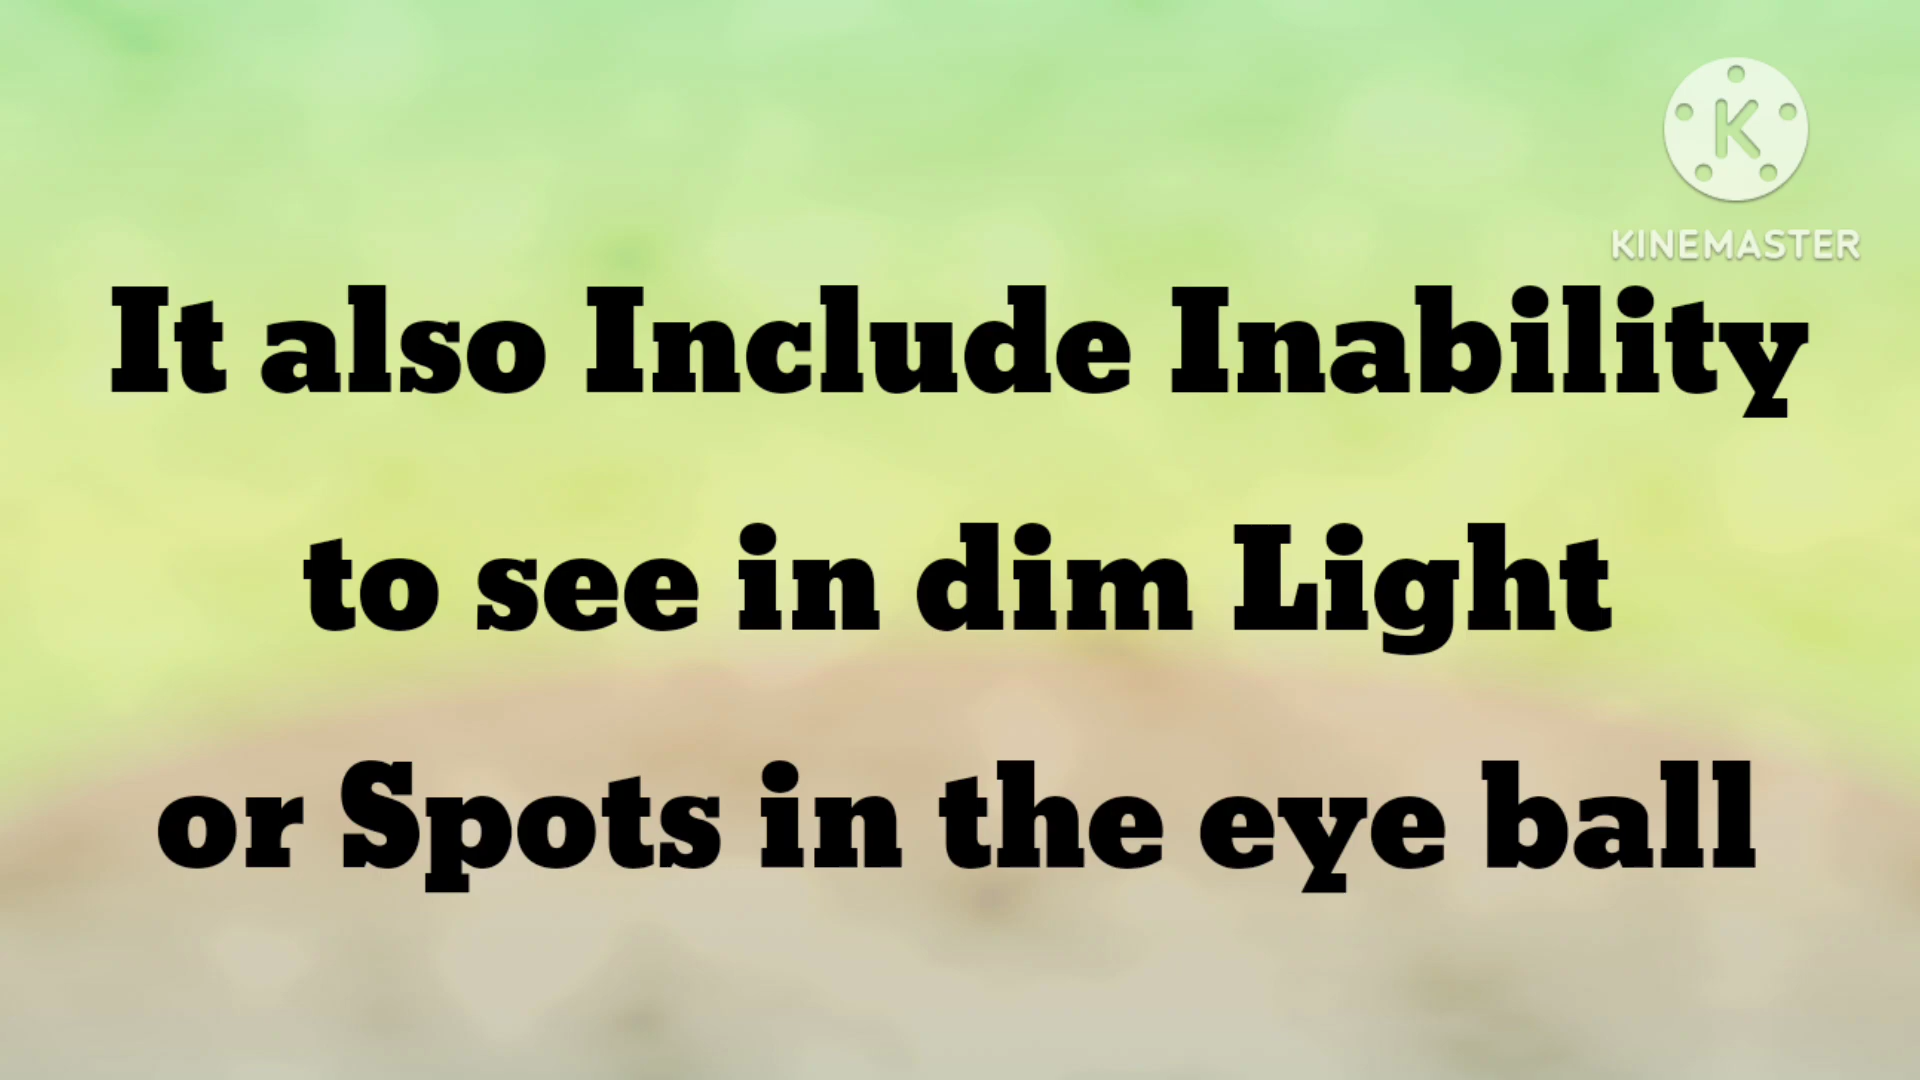 K
KINEMASTER
It also Include Inability
to see in dim Light
or Spots in the eye ball